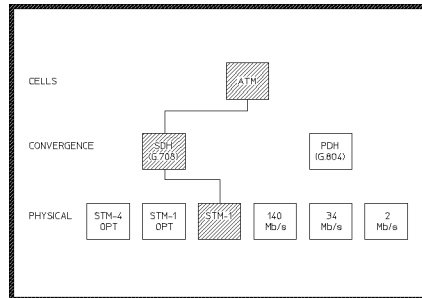 CELLS
ATM
CONVERGENCE
SDH
(G.708)
PDH
(G.804)
PHYSICAL
STM-4
OPT
STM-1
OPT
STM-1
140
Mb/s
34
Mb/s
2
Mb/s